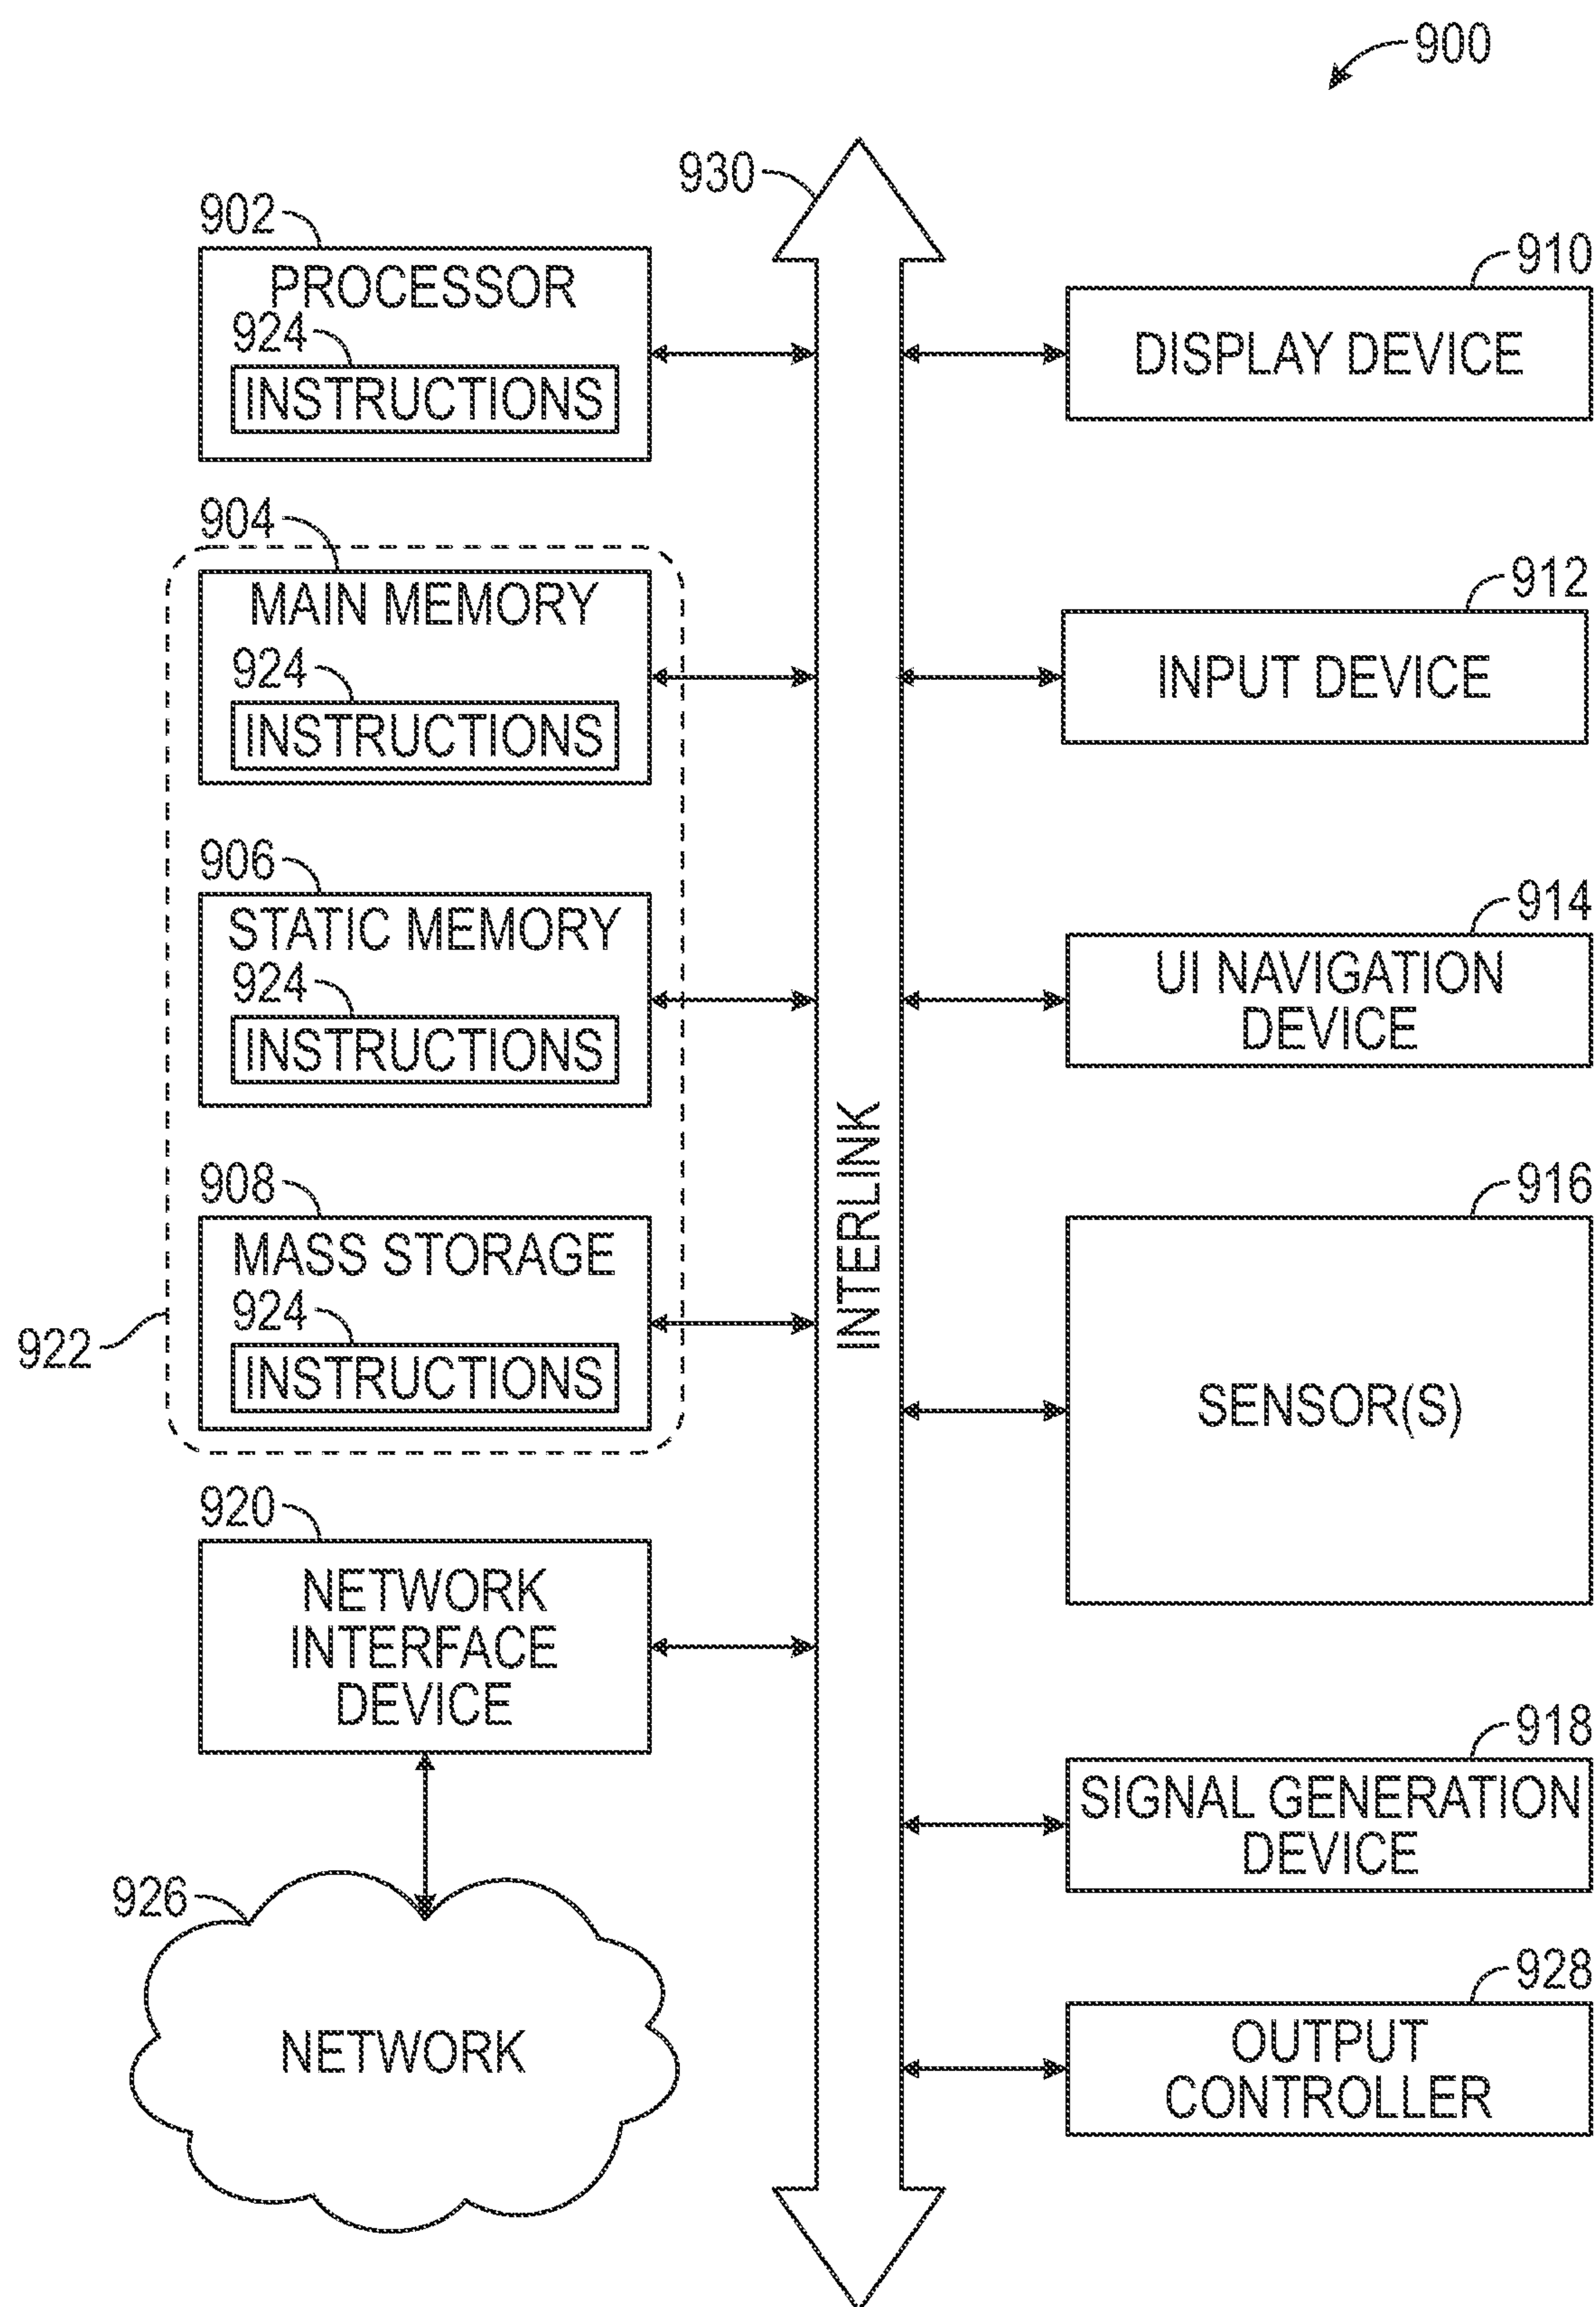 900
930
902
PROCESSOR
924
INSTRUCTIONS
904
MAIN MEMORY
924
INSTRUCTIONS
906
STATIC MEMORY
924
INSTRUCTIONS
908
MASS STORAGE
924
INSTRUCTIONS
922
920
NETWORK
INTERFACE
DEVICE
926
NETWORK
INTERLINK
910
DISPLAY DEVICE
912
INPUT DEVICE
914
UI NAVIGATION
DEVICE
916
SENSOR(S)
918
SIGNAL GENERATION
DEVICE
928
OUTPUT
CONTROLLER